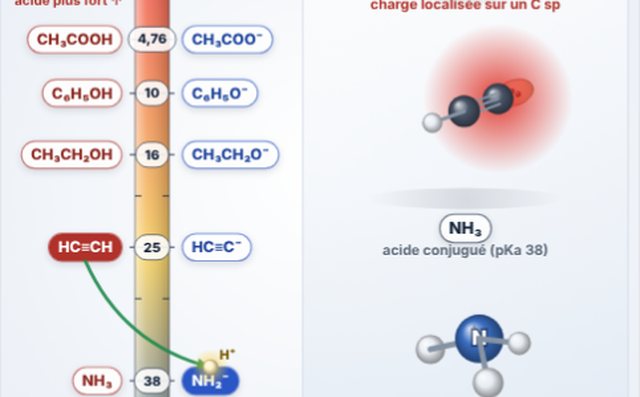 acide plus fort ↑
CH₃COOH 4,76 CH₃COO⁻
C₆H₅OH 10 C₆H₅O⁻
CH₃CH₂OH 16 CH₃CH₂O⁻
HC≡CH 25 HC≡C⁻
H⁺
NH₃ 38 NH₂⁻
charge localisée sur un C sp
NH₃
acide conjugué (pKa 38)
N